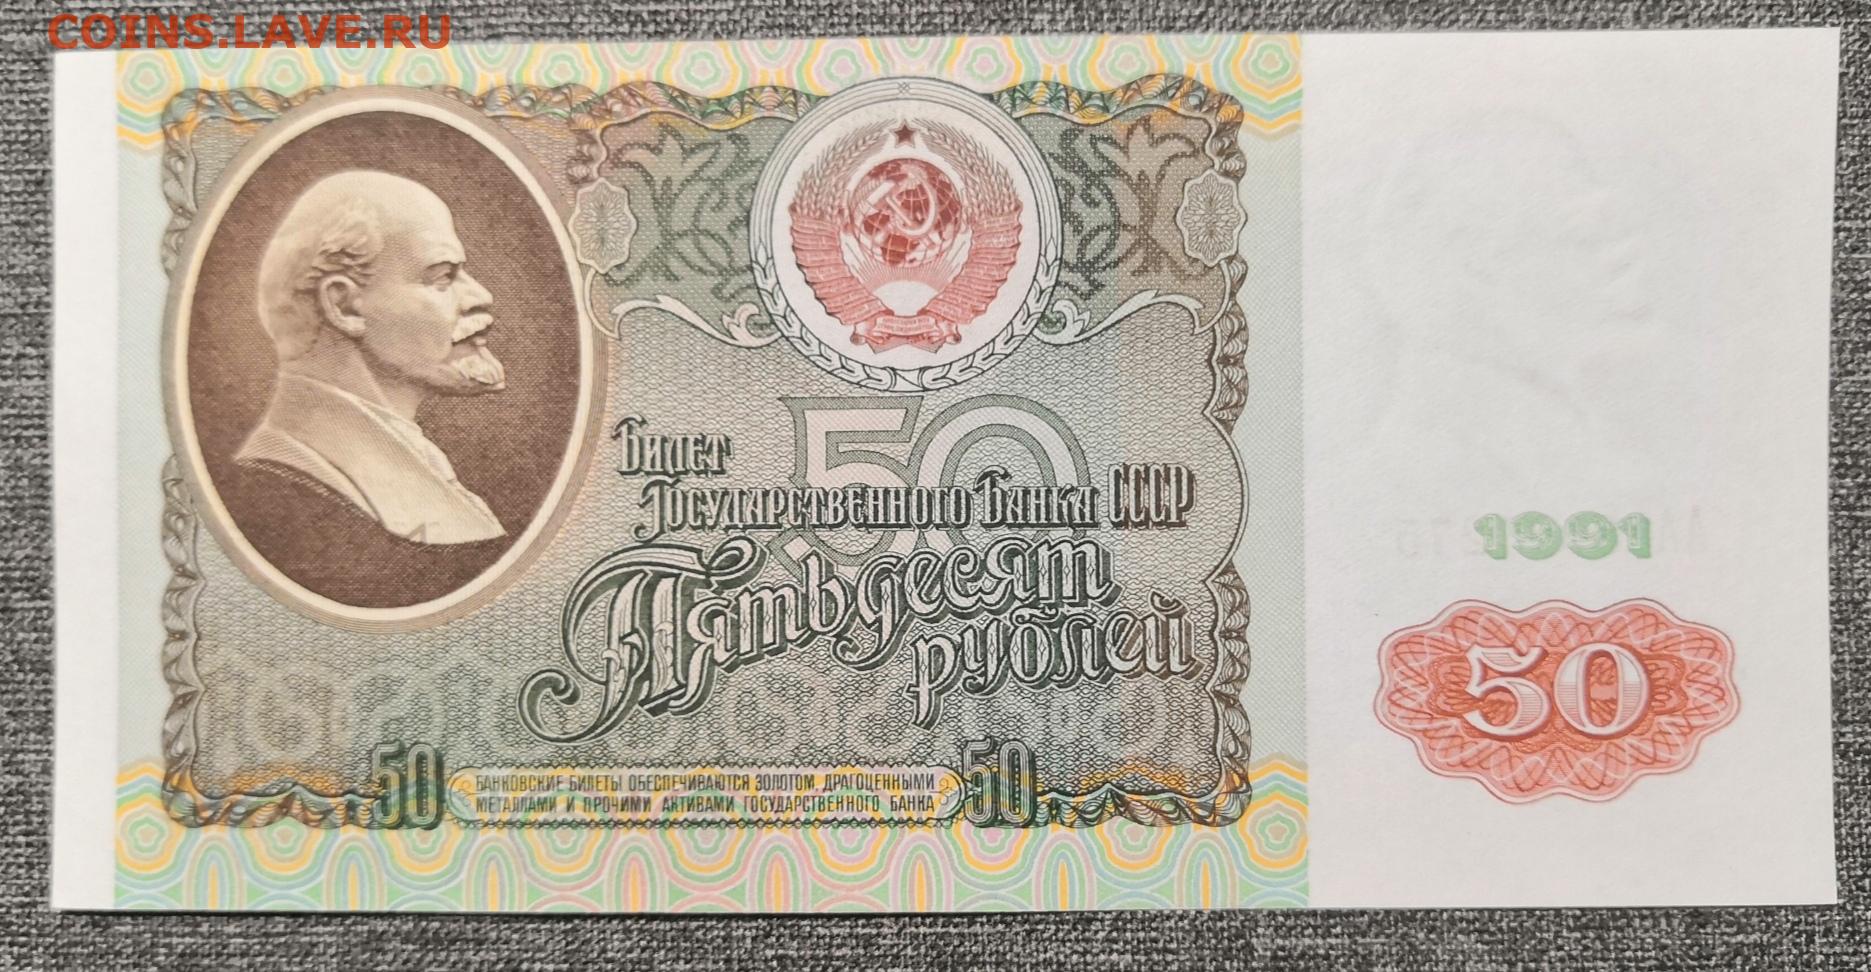 COINS.LAVE.RU
50
Билет
Государственного Банка СССР
Пятьдесят
рублей
1991
50
50
БАНКОВСКИЕ БИЛЕТЫ ОБЕСПЕЧИВАЮТСЯ ЗОЛОТОМ, ДРАГОЦЕННЫМИ
МЕТАЛЛАМИ И ПРОЧИМИ АКТИВАМИ ГОСУДАРСТВЕННОГО БАНКА
50